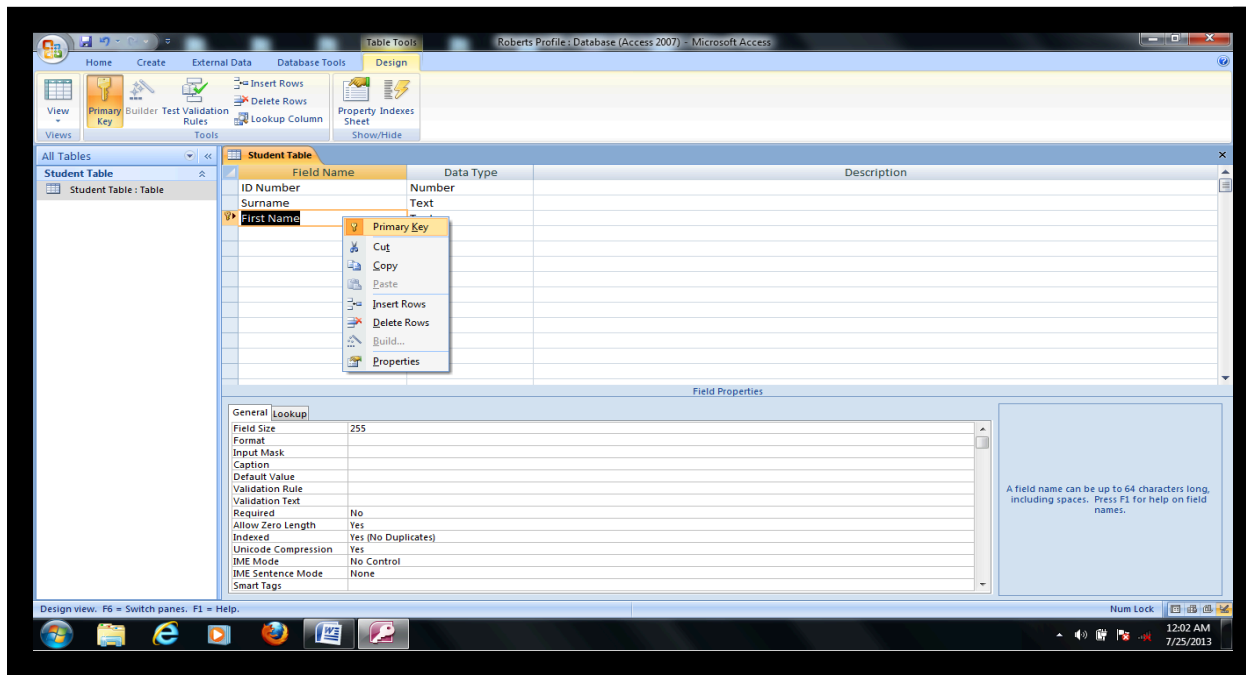 Table Tools
Roberts Profile : Database (Access 2007) - Microsoft Access
Home Create External Data Database Tools Design
View
Primary Key
Builder
Test Validation Rules
Insert Rows
Delete Rows
Lookup Column
Property Sheet
Indexes
Views Tools Show/Hide
All Tables
Student Table
Student Table : Table
Student Table
Field Name Data Type Description
ID Number Number
Surname Text
First Name
Primary Key
Cut
Copy
Paste
Insert Rows
Delete Rows
Build...
Properties
Field Properties
General Lookup
Field Size 255
Format
Input Mask
Caption
Default Value
Validation Rule
Validation Text
Required No
Allow Zero Length Yes
Indexed Yes (No Duplicates)
Unicode Compression Yes
IME Mode No Control
IME Sentence Mode None
Smart Tags
A field name can be up to 64 characters long,
including spaces. Press F1 for help on field
names.
Design view. F6 = Switch panes. F1 = Help.
Num Lock
12:02 AM
7/25/2013